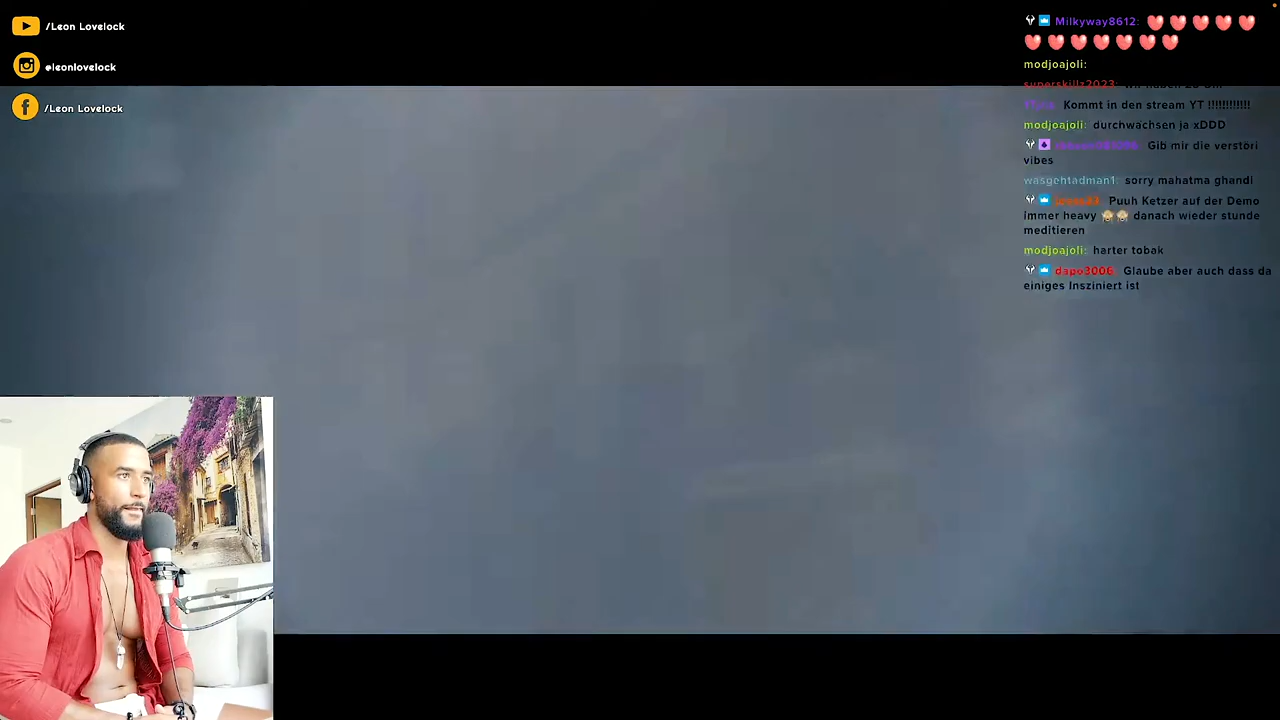 /Leon Lovelock
@leonlovelock
/Leon Lovelock
Milkyway8612:
modjoajoli:
superskillz2023:
Kommt in den stream YT !!!!!!!!!!!!
modjoajoli: durchwachsen ja xDDD
Gib mir die verstöri
vibes
wasgehtadman1: sorry mahatma ghandi
Puuh Ketzer auf der Demo
immer heavy 🙈🙈 danach wieder stunde
meditieren
modjoajoli: harter tobak
dapo3006: Glaube aber auch dass da
einiges Insziniert ist